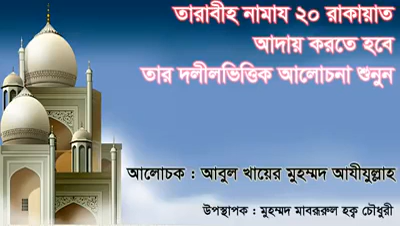 তারাবীহ নামায ২০ রাকায়াত
আদায় করতে হবে
তার দলীলভিত্তিক আলোচনা শুনুন
আলোচক : আবুল খায়ের মুহম্মদ আযীযুল্লাহ
উপস্থাপক : মুহম্মদ মাবরূরুল হক্ব চৌধুরী